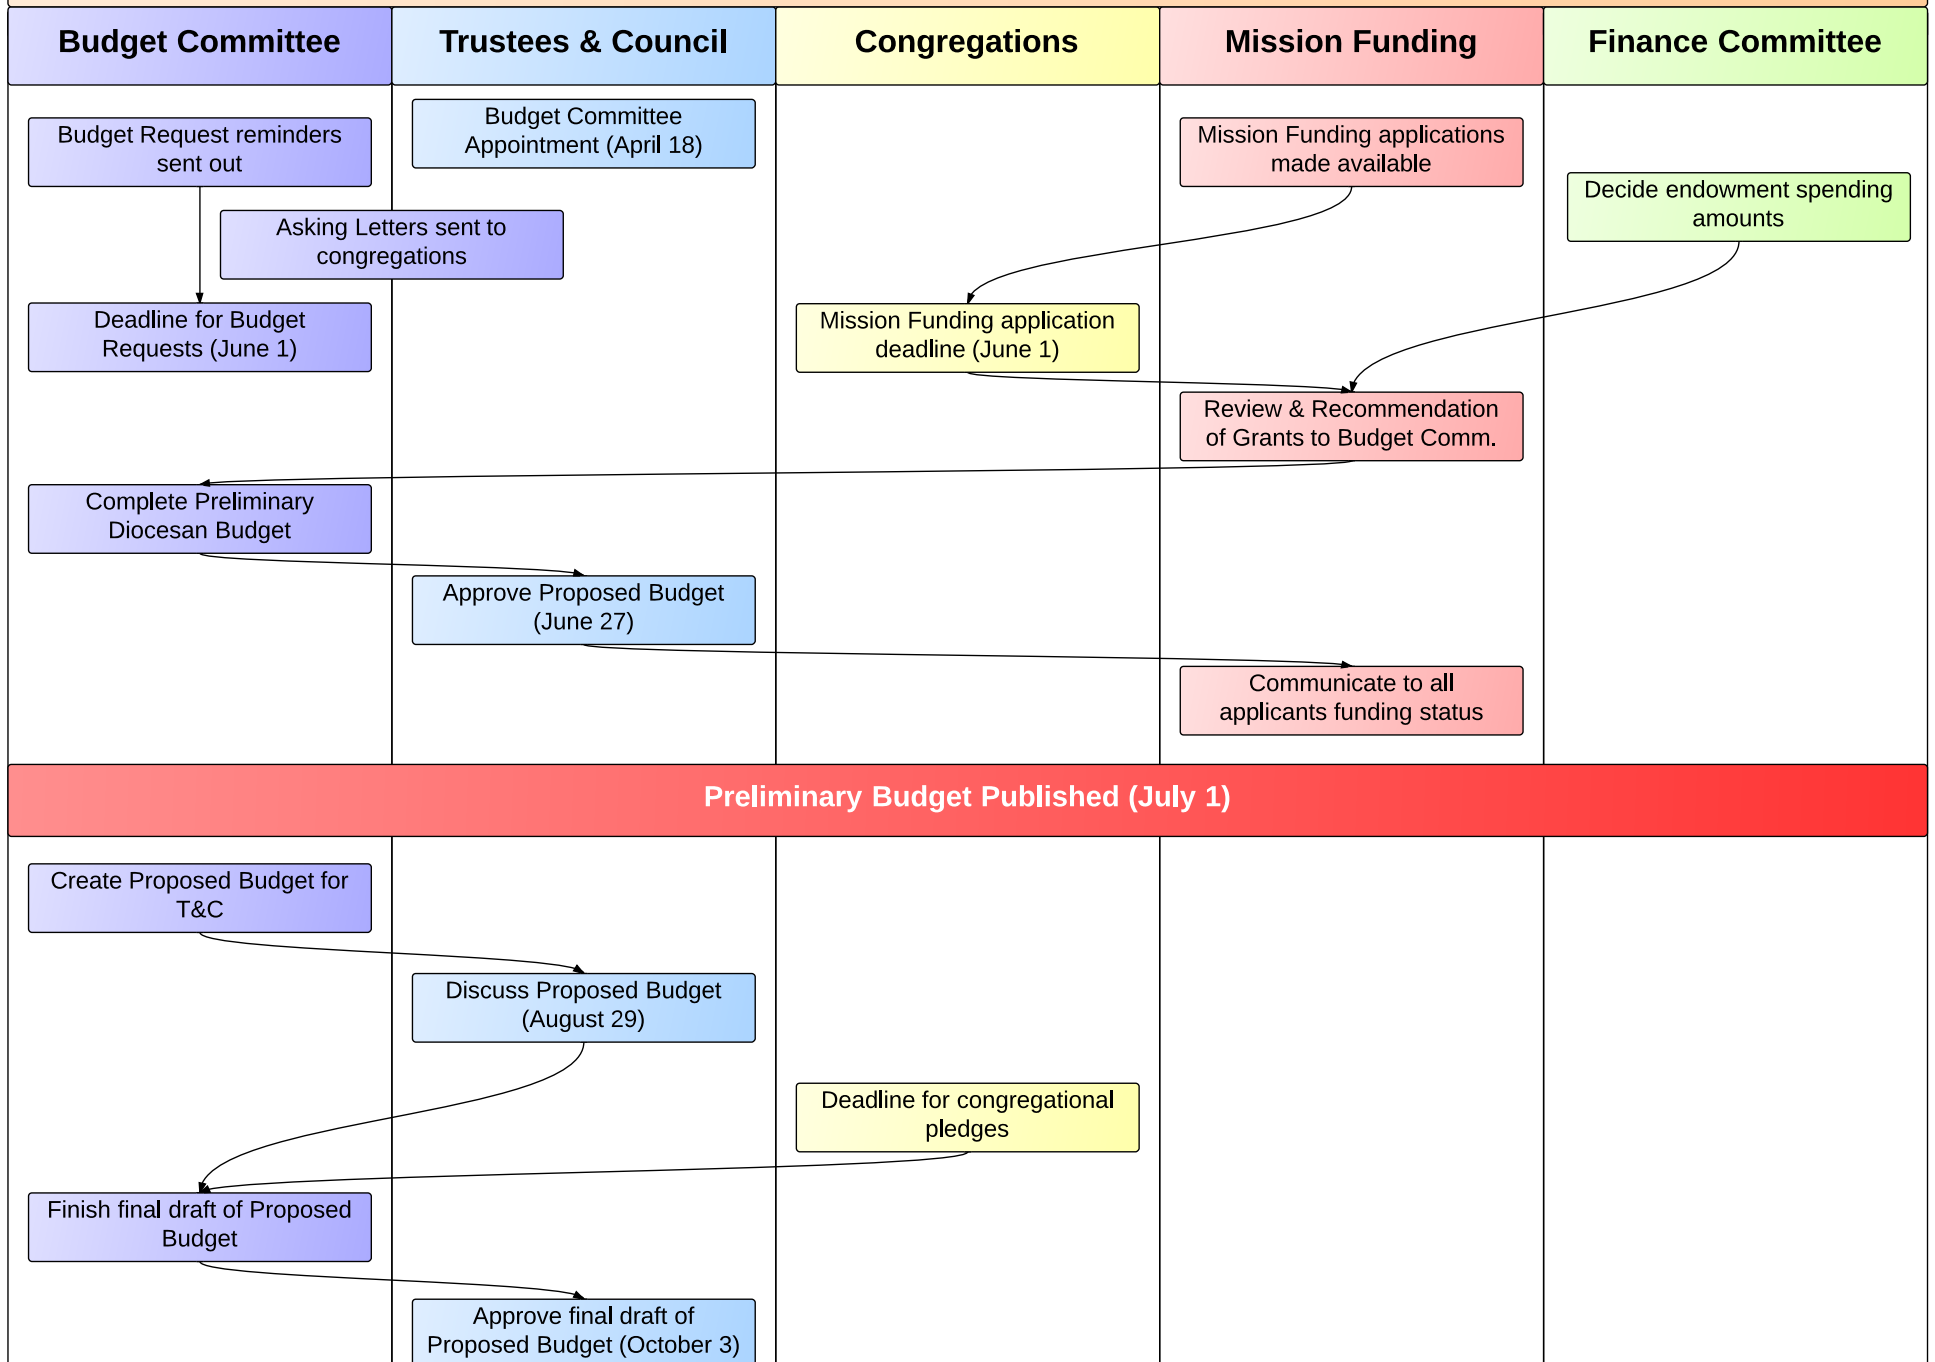 Budget Committee
Trustees & Council
Congregations
Mission Funding
Finance Committee
Budget Committee
Appointment (April 18)
Budget Request reminders
sent out
Mission Funding applications
made available
Decide endowment spending
amounts
Asking Letters sent to
congregations
Deadline for Budget
Requests (June 1)
Mission Funding application
deadline (June 1)
Review & Recommendation
of Grants to Budget Comm.
Complete Preliminary
Diocesan Budget
Approve Proposed Budget
(June 27)
Communicate to all
applicants funding status
Preliminary Budget Published (July 1)
Create Proposed Budget for
T&C
Discuss Proposed Budget
(August 29)
Deadline for congregational
pledges
Finish final draft of Proposed
Budget
Approve final draft of
Proposed Budget (October 3)